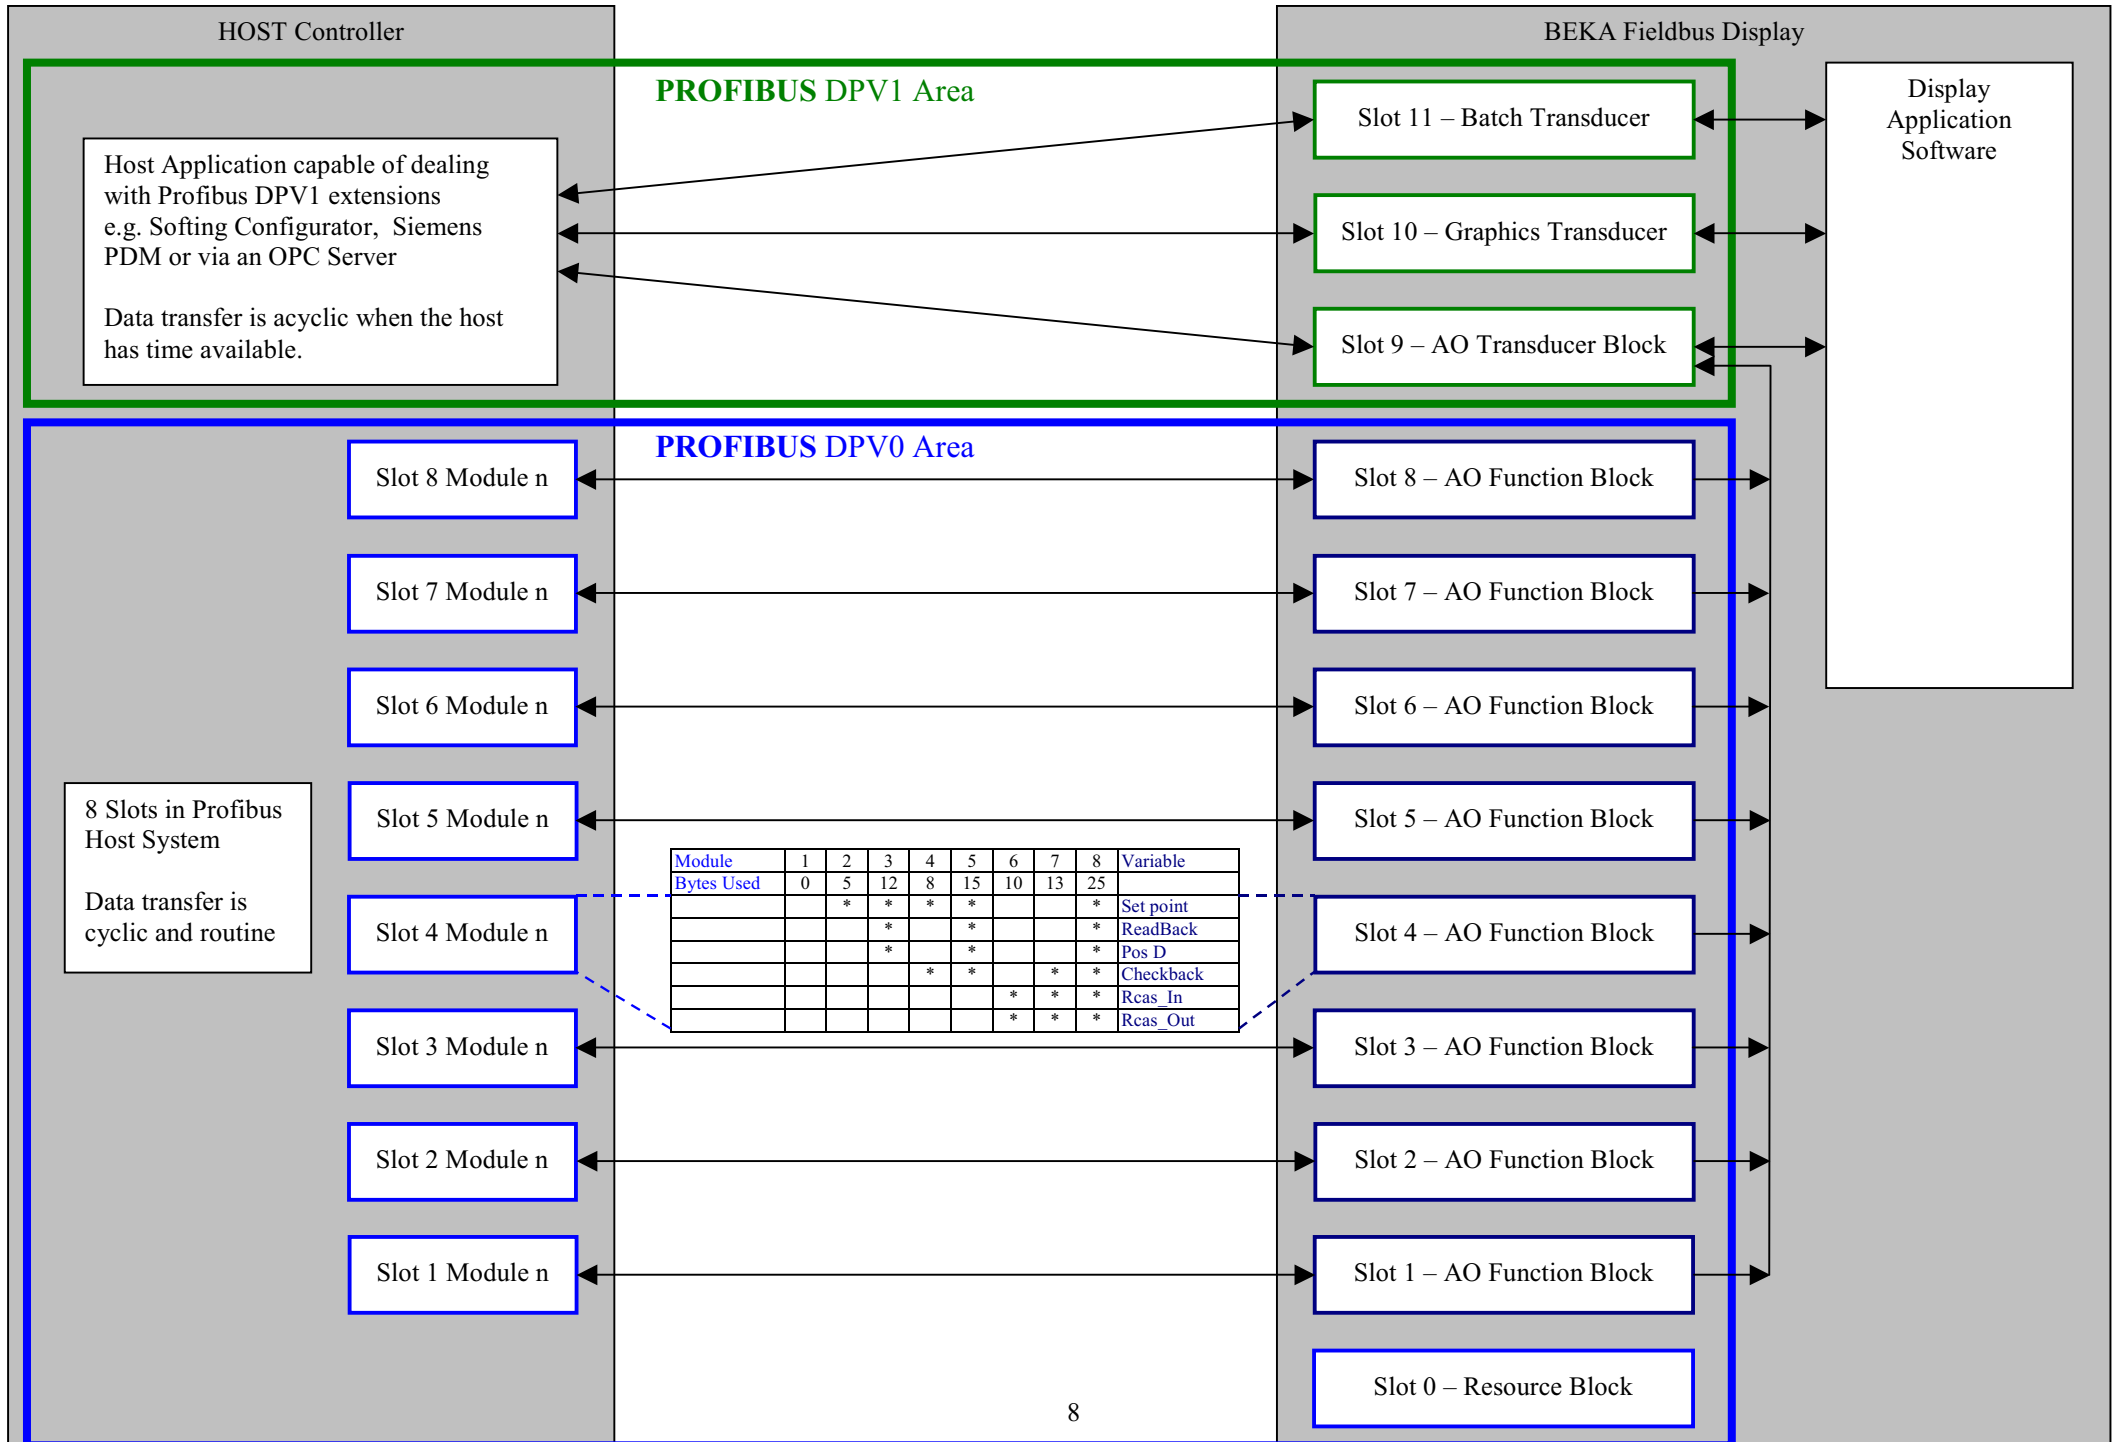 HOST Controller
BEKA Fieldbus Display
PROFIBUS DPV1 Area
Host Application capable of dealing
with Profibus DPV1 extensions
e.g. Softing Configurator, Siemens
PDM or via an OPC Server
Data transfer is acyclic when the host
has time available.
Slot 11 – Batch Transducer
Slot 10 – Graphics Transducer
Slot 9 – AO Transducer Block
Display
Application
Software
PROFIBUS DPV0 Area
Slot 8 Module n
Slot 8 – AO Function Block
Slot 7 Module n
Slot 7 – AO Function Block
Slot 6 Module n
Slot 6 – AO Function Block
Slot 5 Module n
Slot 5 – AO Function Block
8 Slots in Profibus
Host System
Data transfer is
cyclic and routine
Module 1 2 3 4 5 6 7 8 Variable
Bytes Used 0 5 12 8 15 10 13 25
* * * * * Set point
* * * ReadBack
* * * Pos D
* * * * Checkback
* * * Rcas_In
* * * Rcas_Out
Slot 4 Module n
Slot 4 – AO Function Block
Slot 3 Module n
Slot 3 – AO Function Block
Slot 2 Module n
Slot 2 – AO Function Block
Slot 1 Module n
Slot 1 – AO Function Block
Slot 0 – Resource Block
8